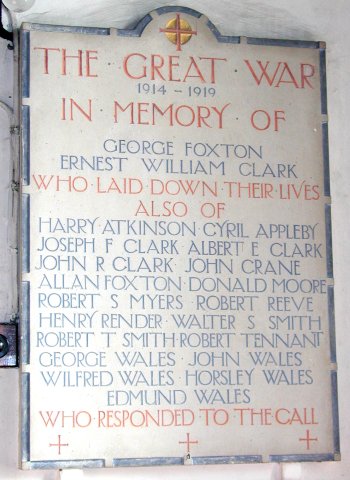 THE · GREAT · WAR
1914 - 1919
IN · MEMORY · OF
GEORGE FOXTON
ERNEST WILLIAM CLARK
WHO · LAID · DOWN · THEIR · LIVES
ALSO OF
HARRY · ATKINSON · CYRIL APPLEBY
JOSEPH F CLARK ALBERT E CLARK
JOHN R CLARK JOHN CRANE
ALLAN FOXTON DONALD MOORE
ROBERT S MYERS ROBERT REEVE
HENRY RENDER · WALTER S SMITH
ROBERT T SMITH · ROBERT TENNANT
GEORGE WALES · JOHN WALES
WILFRED WALES · HORSLEY WALES
EDMUND WALES
WHO · RESPONDED · TO · THE · CALL